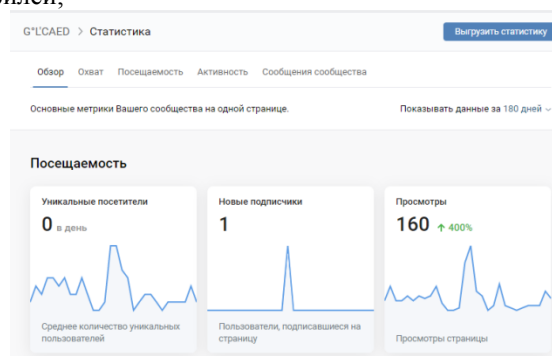 G*L'CAED > Статистика
Выгрузить статистику
Обзор Охват Посещаемость Активность Сообщения сообщества
Основные метрики Вашего сообщества на одной странице.
Показывать данные за 180 дней
Посещаемость
Уникальные посетители
0 в день
Среднее количество уникальных
пользователей
Новые подписчики
1
Пользователи, подписавшиеся на
страницу
Просмотры
160 ↑ 400%
Просмотры страницы